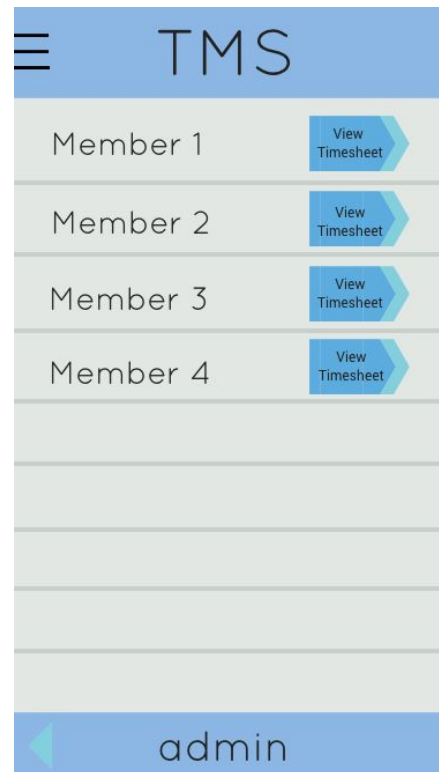 TMS
Member 1
View
Timesheet
Member 2
View
Timesheet
Member 3
View
Timesheet
Member 4
View
Timesheet
admin